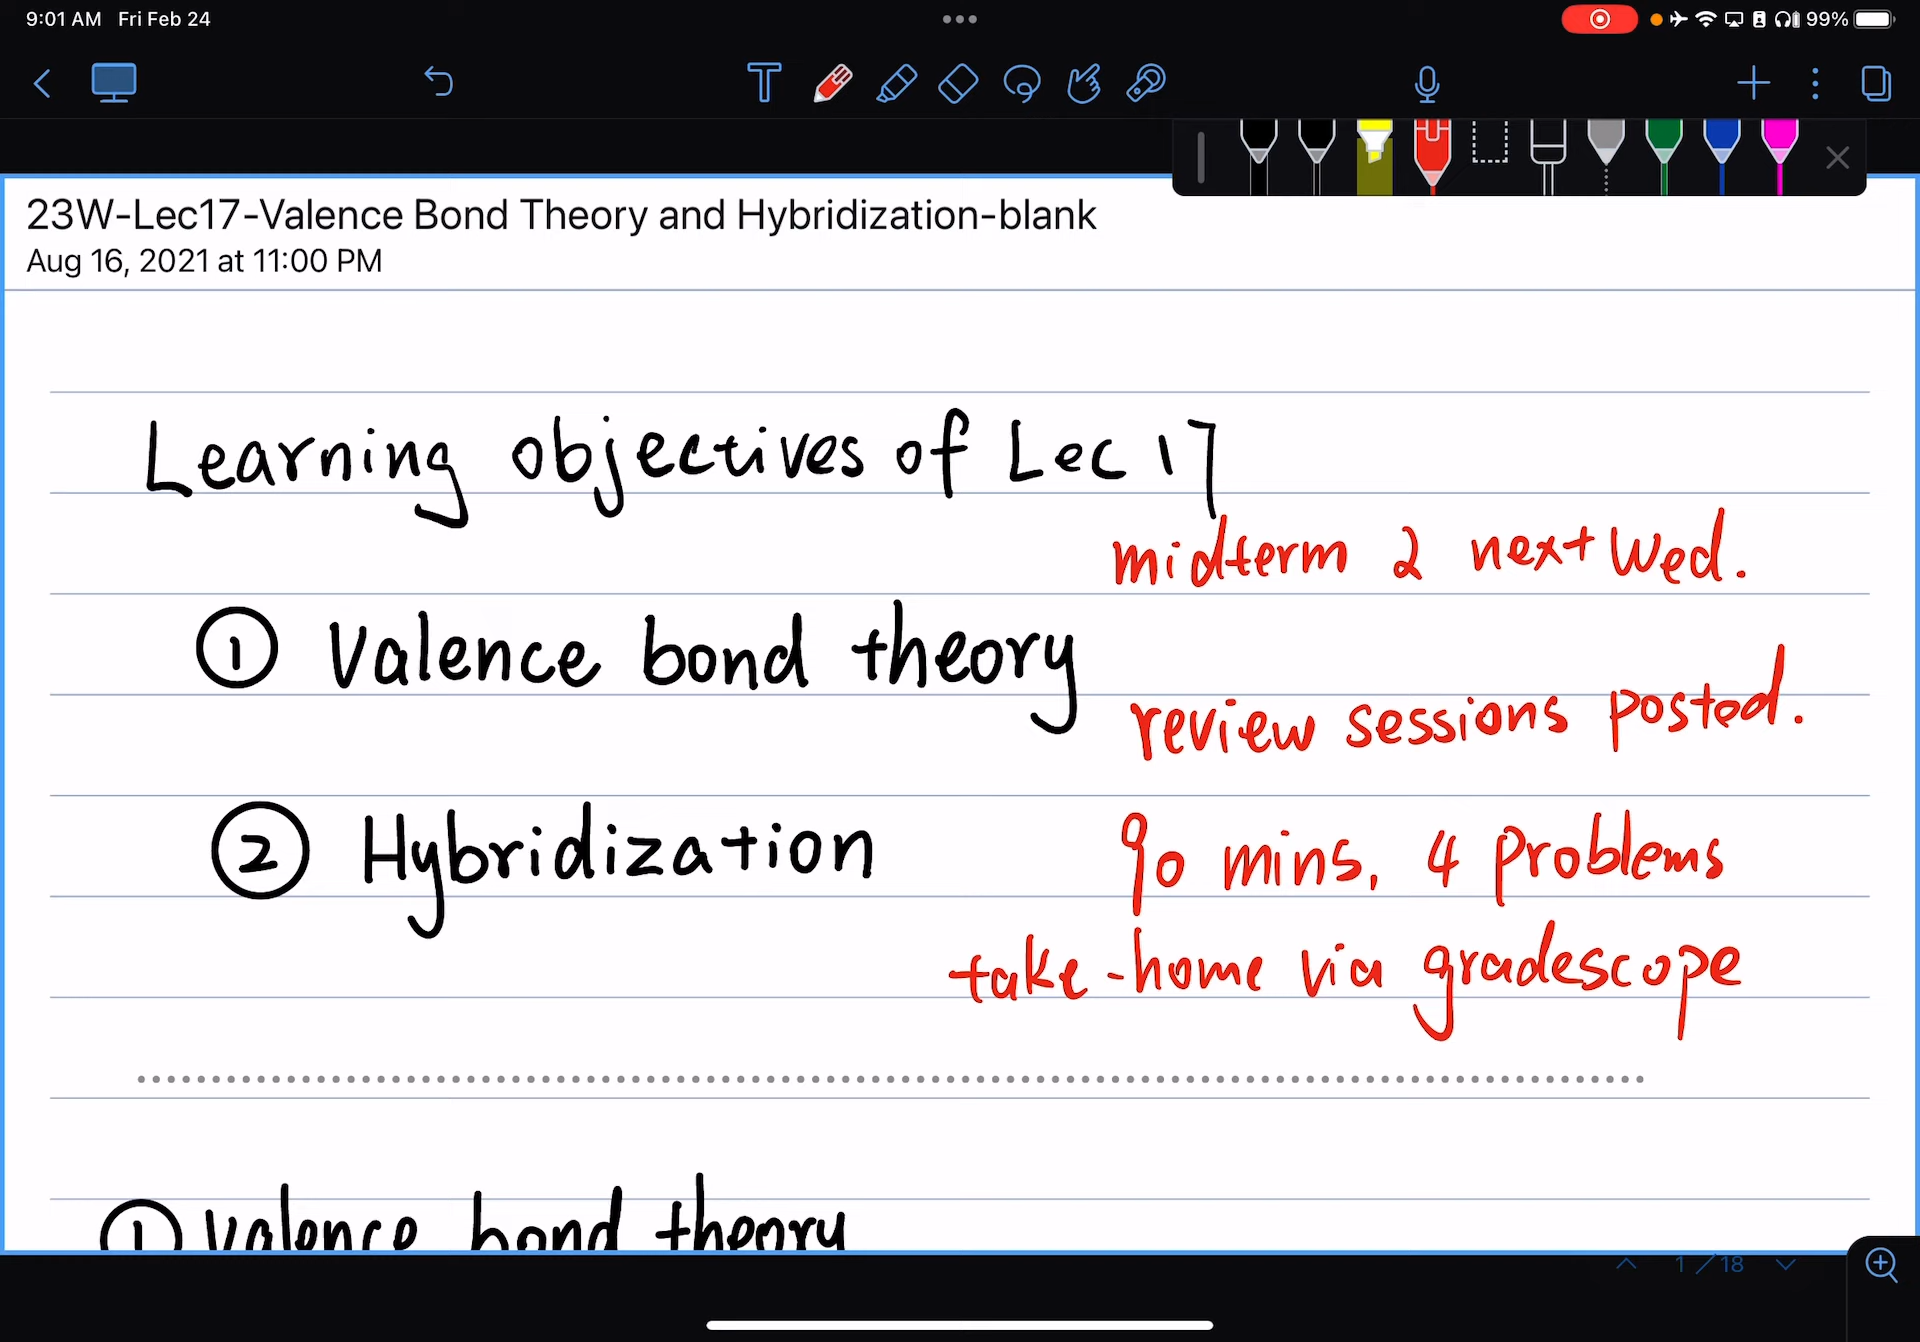 9:01 AM Fri Feb 24
99%
23W-Lec17-Valence Bond Theory and Hybridization-blank
Aug 16, 2021 at 11:00 PM
Learning objectives of Lec 17
midterm 2 next Wed.
① Valence bond theory
review sessions posted.
② Hybridization
90 mins, 4 problems
take-home via gradescope
① Valence bond theory
1 / 18